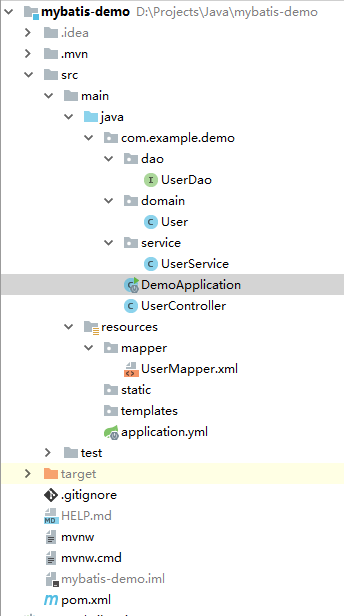 mybatis-demo D:\Projects\Java\mybatis-demo
.idea
.mvn
src
main
java
com.example.demo
dao
I UserDao
domain
C User
service
C UserService
DemoApplication
C UserController
resources
mapper
UserMapper.xml
static
templates
application.yml
test
target
.gitignore
MD HELP.md
mvnw
mvnw.cmd
mybatis-demo.iml
m pom.xml